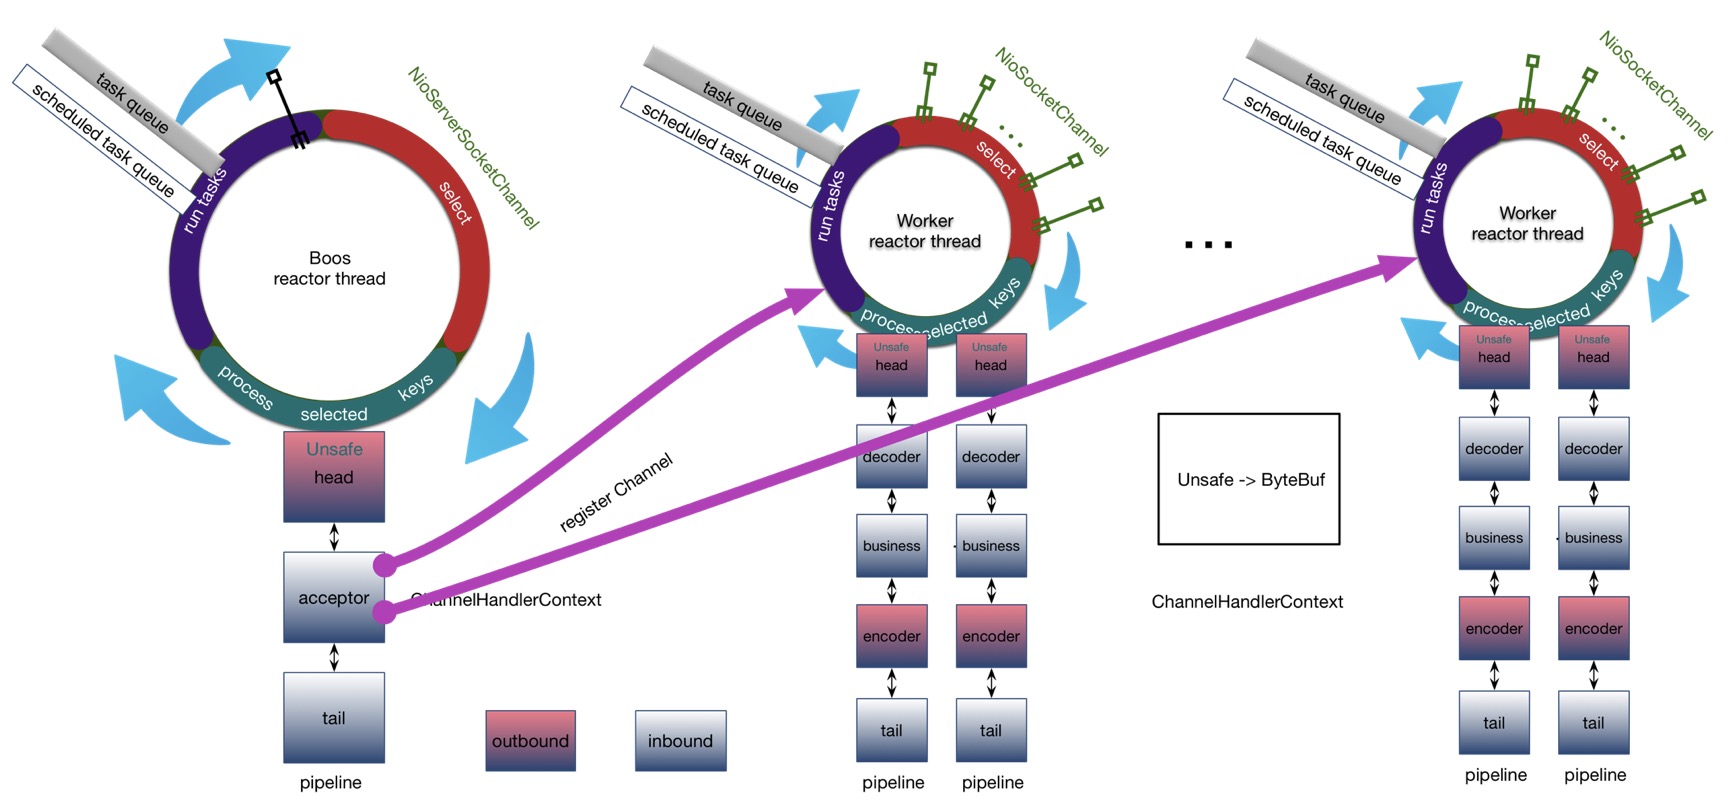 task queue
scheduled task queue
run tasks
select
NioServerSocketChannel
Boos
reactor thread
process selected keys
Unsafe
head
acceptor
tail
pipeline
ChannelHandlerContext
register Channel
outbound
inbound
task queue
scheduled task queue
run tasks
select
NioSocketChannel
...
Worker
reactor thread
process selected keys
Unsafe
head
decoder
business
encoder
tail
pipeline
Unsafe
head
decoder
business
encoder
tail
pipeline
...
Unsafe -> ByteBuf
ChannelHandlerContext
task queue
scheduled task queue
run tasks
select
NioSocketChannel
...
Worker
reactor thread
process selected keys
Unsafe
head
decoder
business
encoder
tail
pipeline
Unsafe
head
decoder
business
encoder
tail
pipeline